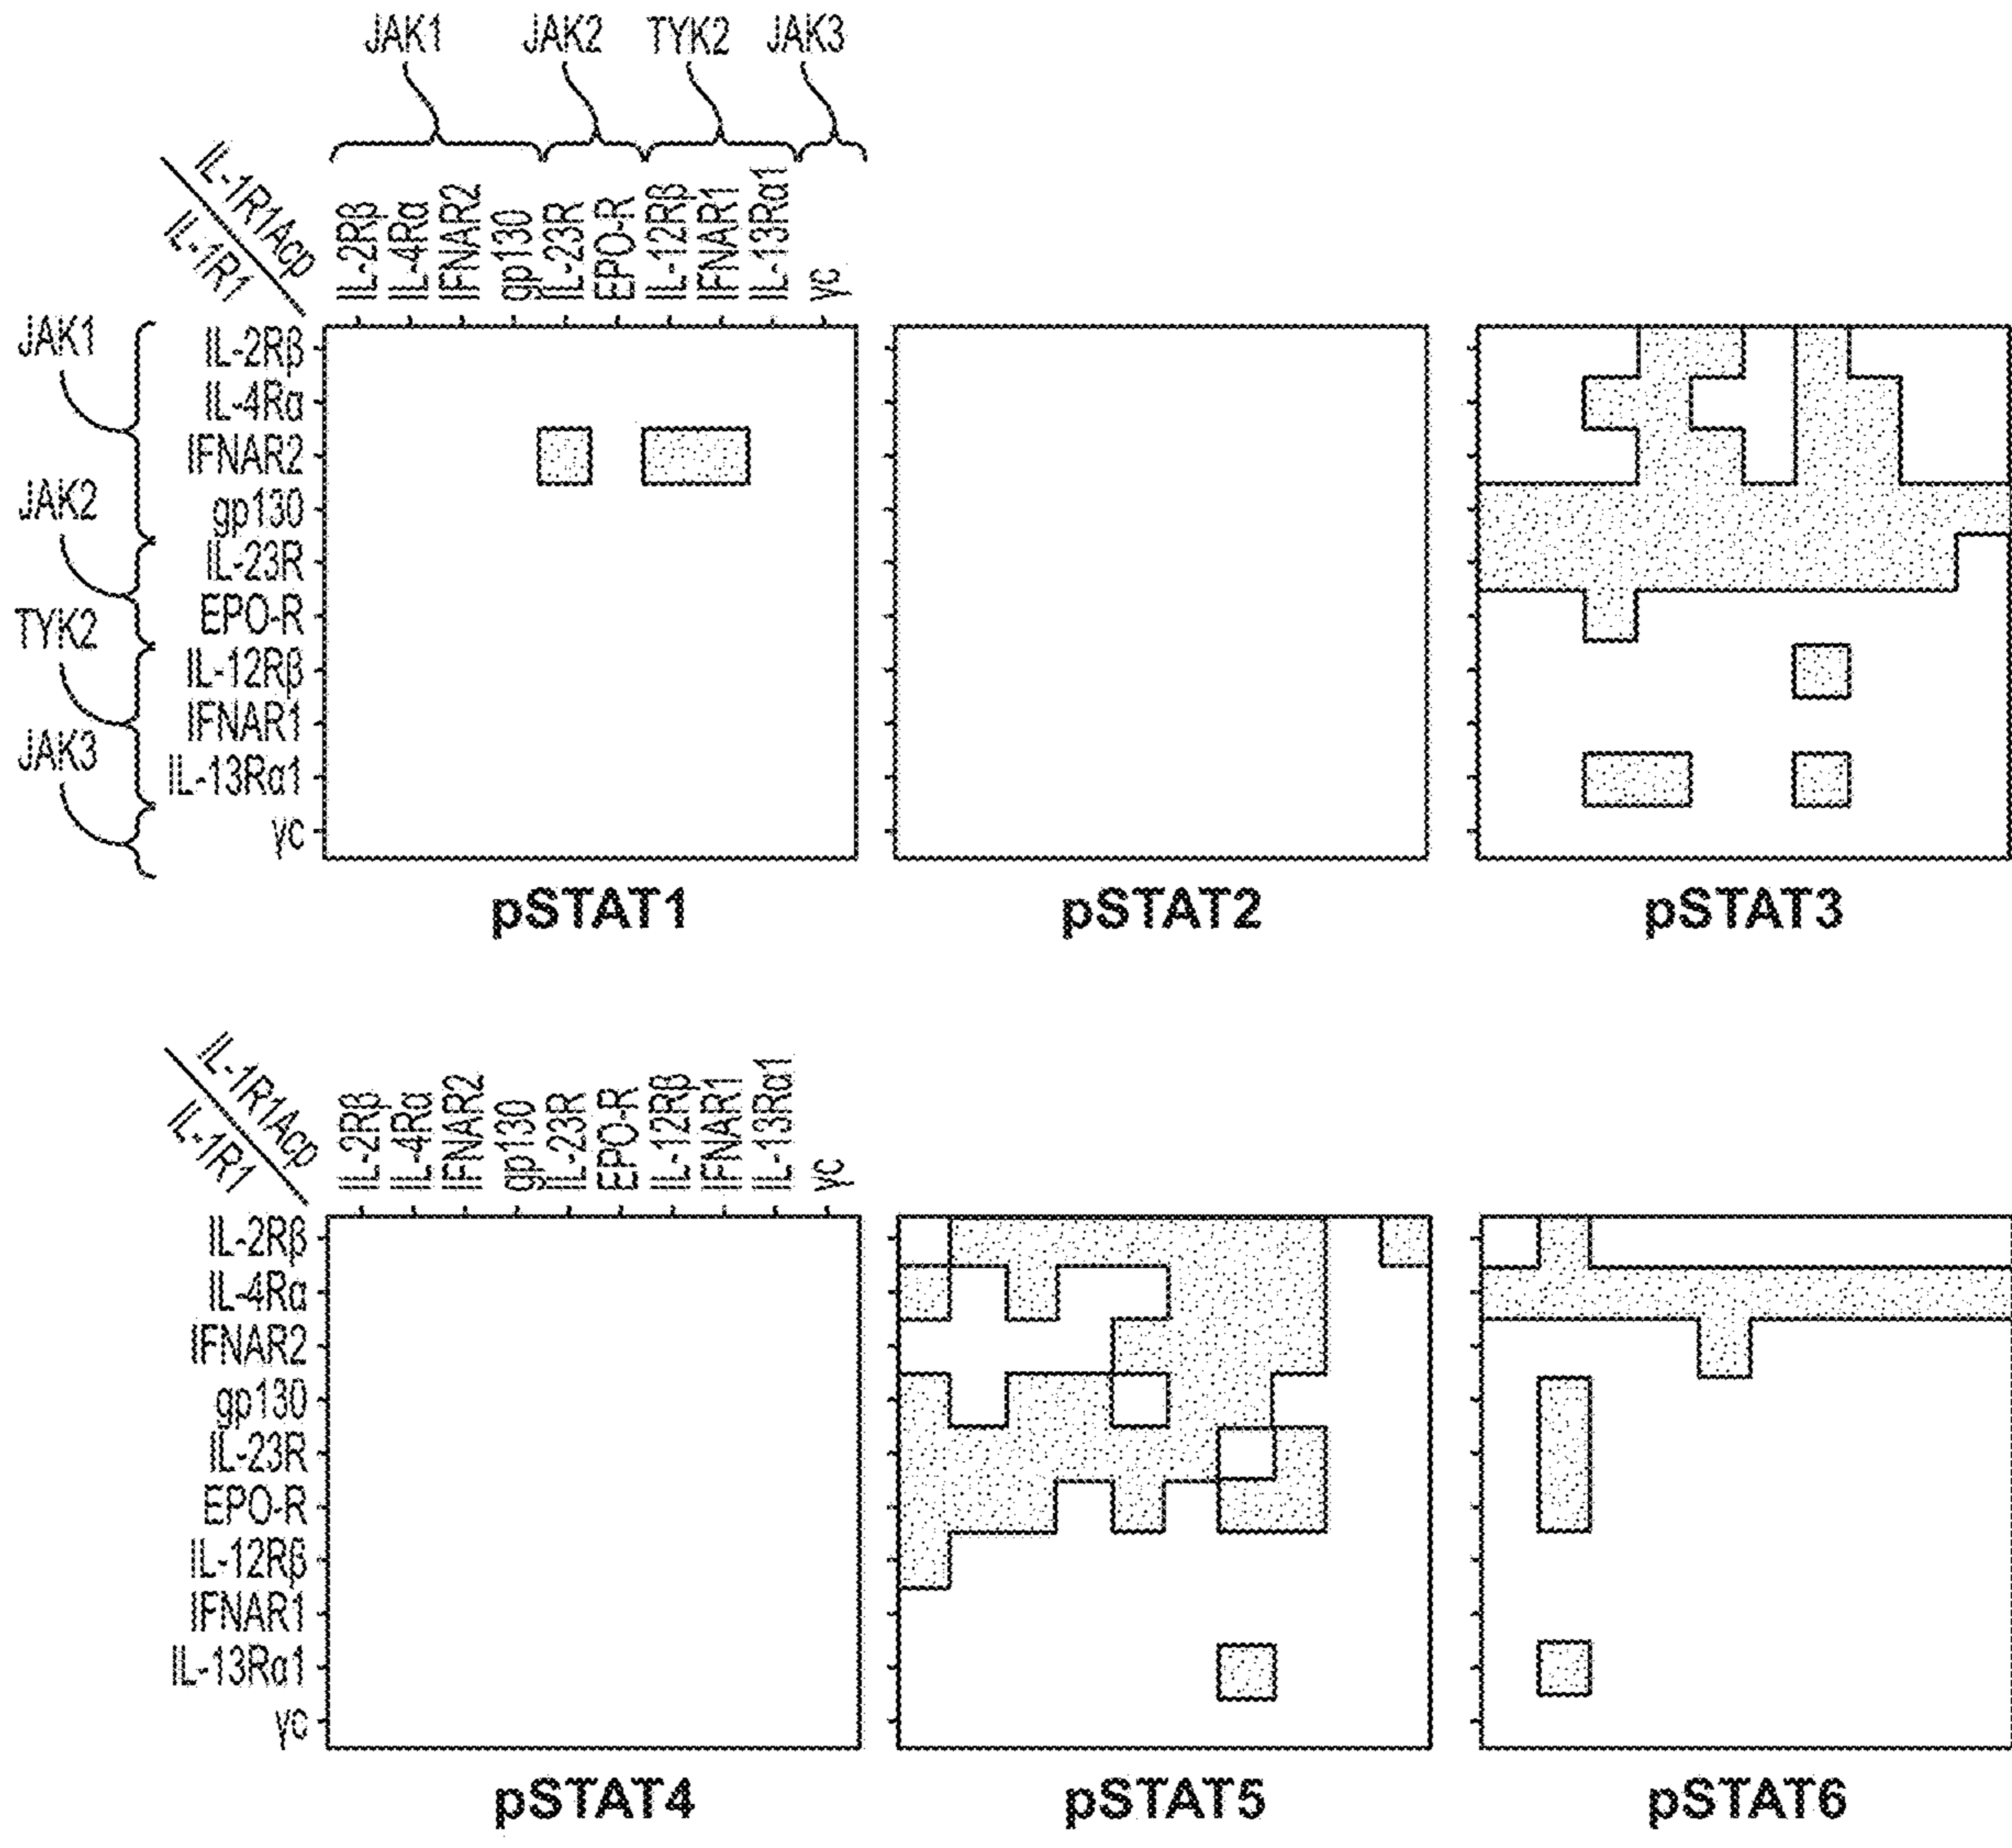 JAK1 JAK2 TYK2 JAK3
IL-1R1Acp
IL-1R1
IL-2Rβ
IL-4Rα
IFNAR2
gp130
IL-23R
EPO-R
IL-12Rβ
IFNAR1
IL-13Rα1
γc
JAK1
JAK2
TYK2
JAK3
IL-2Rβ
IL-4Rα
IFNAR2
gp130
IL-23R
EPO-R
IL-12Rβ
IFNAR1
IL-13Rα1
γc
pSTAT1 pSTAT2 pSTAT3
IL-1R1Acp
IL-1R1
IL-2Rβ
IL-4Rα
IFNAR2
gp130
IL-23R
EPO-R
IL-12Rβ
IFNAR1
IL-13Rα1
γc
IL-2Rβ
IL-4Rα
IFNAR2
gp130
IL-23R
EPO-R
IL-12Rβ
IFNAR1
IL-13Rα1
γc
pSTAT4 pSTAT5 pSTAT6